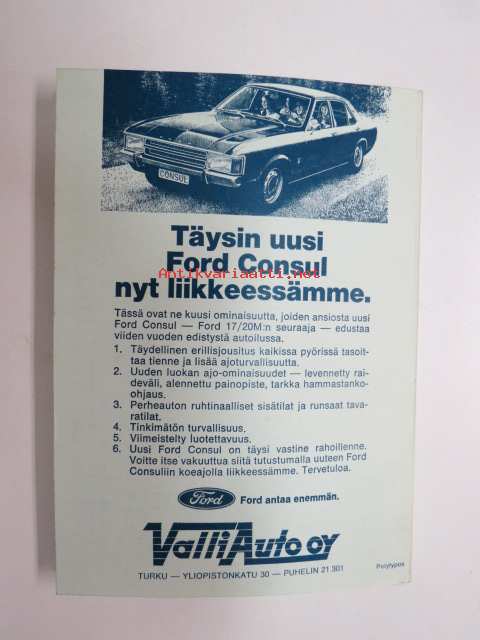 CONSUL
Täysin uusi
Ford Consul
Antikvariaatti.net
nyt liikkeessämme.
Tässä ovat ne kuusi ominaisuutta, joiden ansiosta uusi
Ford Consul — Ford 17/20M:n seuraaja — edustaa
viiden vuoden edistystä autoilussa.
1. Täydellinen erillisjousitus kaikissa pyörissä tasoit-
taa tienne ja lisää ajoturvallisuutta.
2. Uuden luokan ajo-ominaisuudet — levennetty rai-
deväli, alennettu painopiste, tarkka hammastanko-
ohjaus.
3. Perheauton ruhtinaalliset sisätilat ja runsaat tava-
ratilat.
4. Tinkimätön turvallisuus.
5. Viimeistelty luotettavuus.
6. Uusi Ford Consul on täysi vastine rahoillenne.
Voitte itse vakuuttua siitä tutustumalla uuteen Ford
Consuliin koeajolla liikkeessämme. Tervetuloa.
Ford Ford antaa enemmän.
Valli Auto oy
TURKU — YLIOPISTONKATU 30 — PUHELIN 21 301
Polytypos